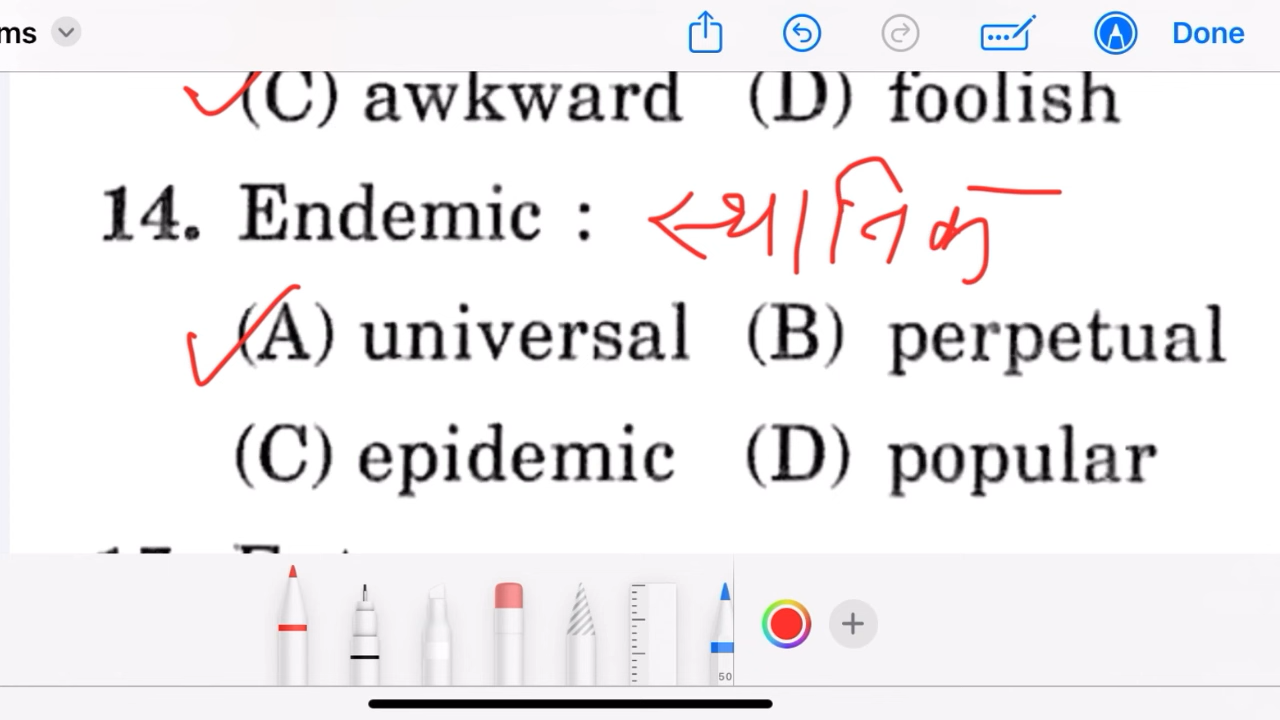 ms
Done
(C) awkward (D) foolish
14. Endemic : स्थानिक
(A) universal (B) perpetual
(C) epidemic (D) popular
50